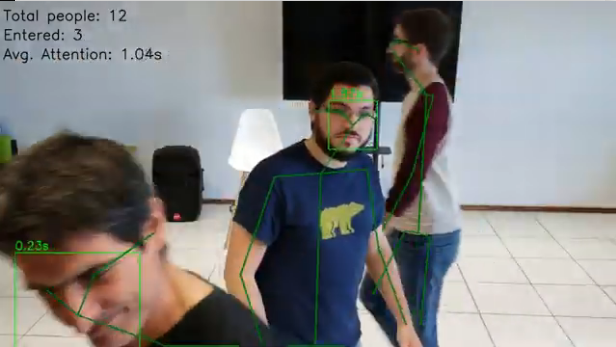 Total people: 12
Entered: 3
Avg. Attention: 1.04s
0.23s